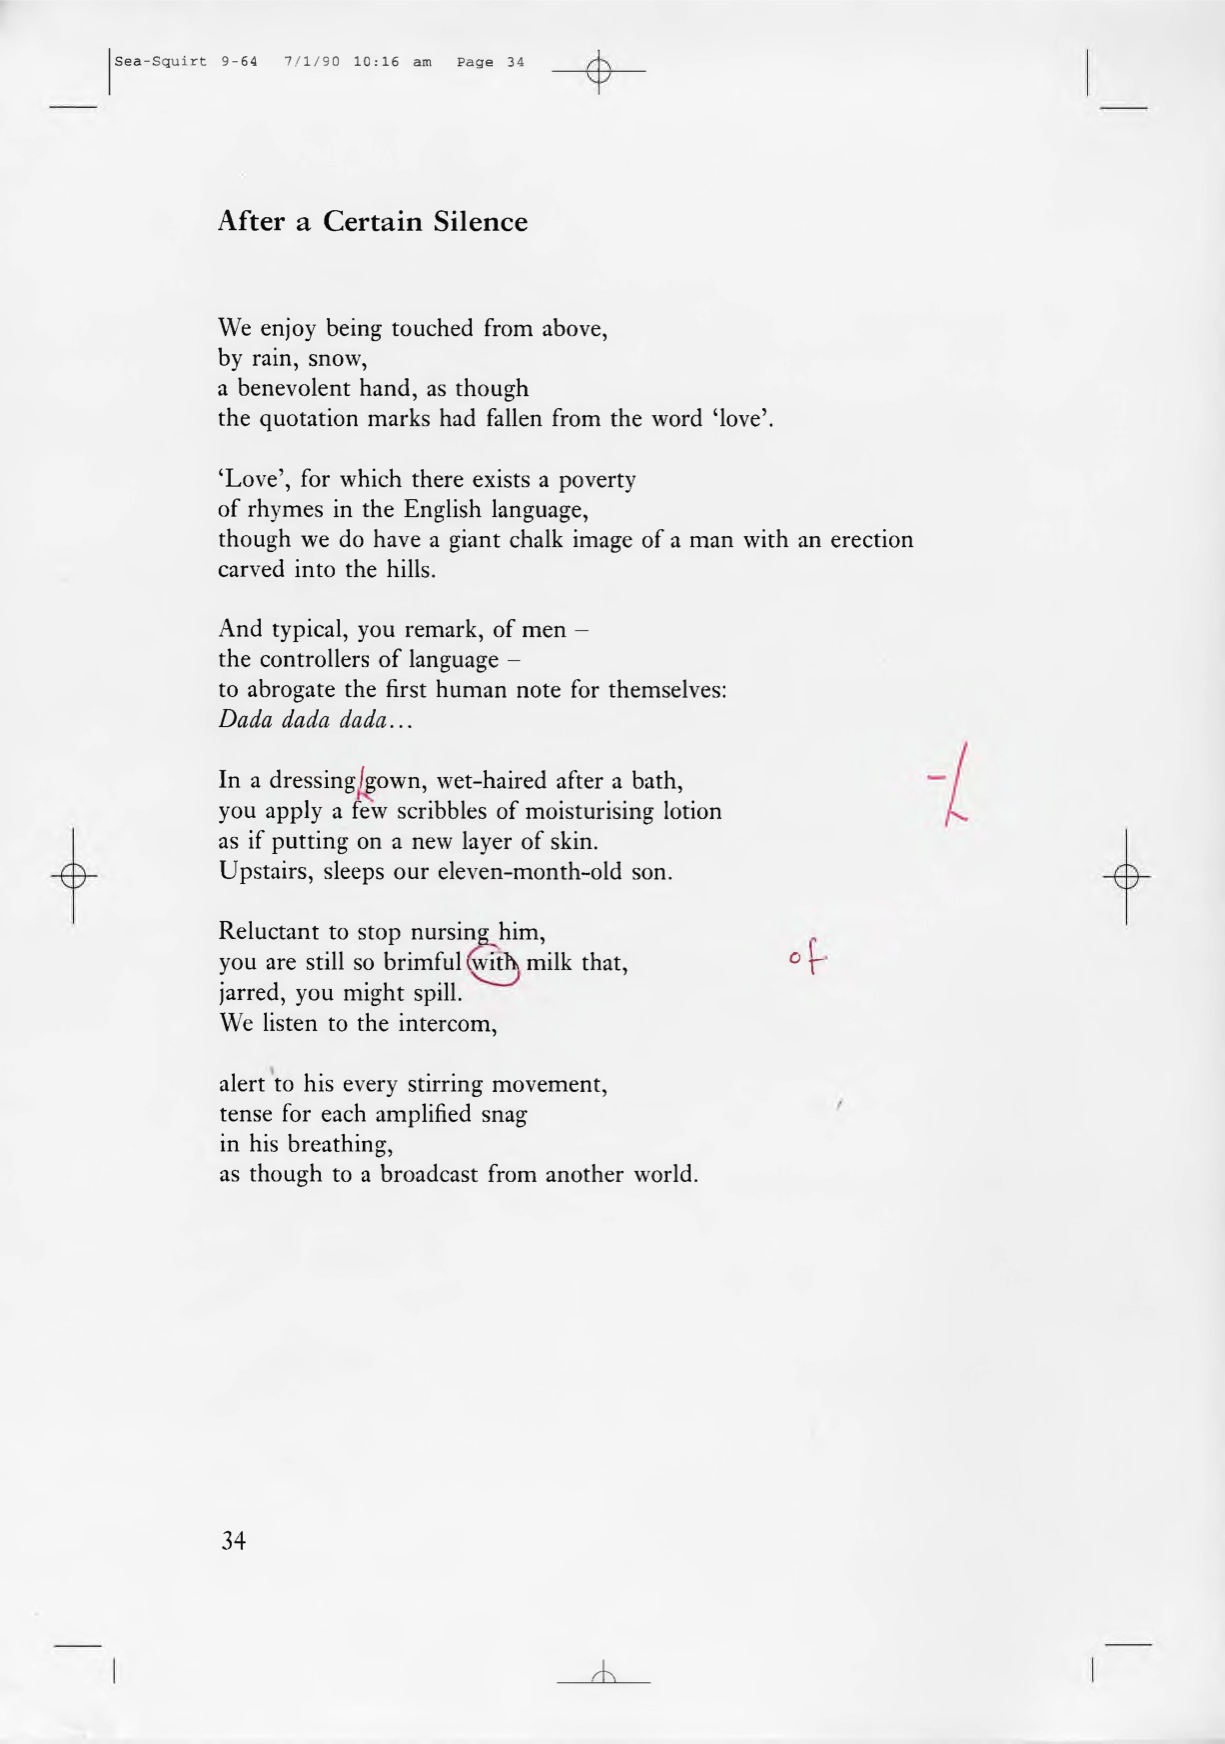 Sea-Squirt 9-64 7/1/90 10:16 am Page 34
After a Certain Silence
We enjoy being touched from above,
by rain, snow,
a benevolent hand, as though
the quotation marks had fallen from the word ‘love’.
‘Love’, for which there exists a poverty
of rhymes in the English language,
though we do have a giant chalk image of a man with an erection
carved into the hills.
And typical, you remark, of men –
the controllers of language –
to abrogate the first human note for themselves:
Dada dada dada...
In a dressing gown, wet-haired after a bath,
-/
you apply a few scribbles of moisturising lotion
as if putting on a new layer of skin.
Upstairs, sleeps our eleven-month-old son.
Reluctant to stop nursing him,
you are still so brimful with milk that,
of
jarred, you might spill.
We listen to the intercom,
alert to his every stirring movement,
tense for each amplified snag
in his breathing,
as though to a broadcast from another world.
34